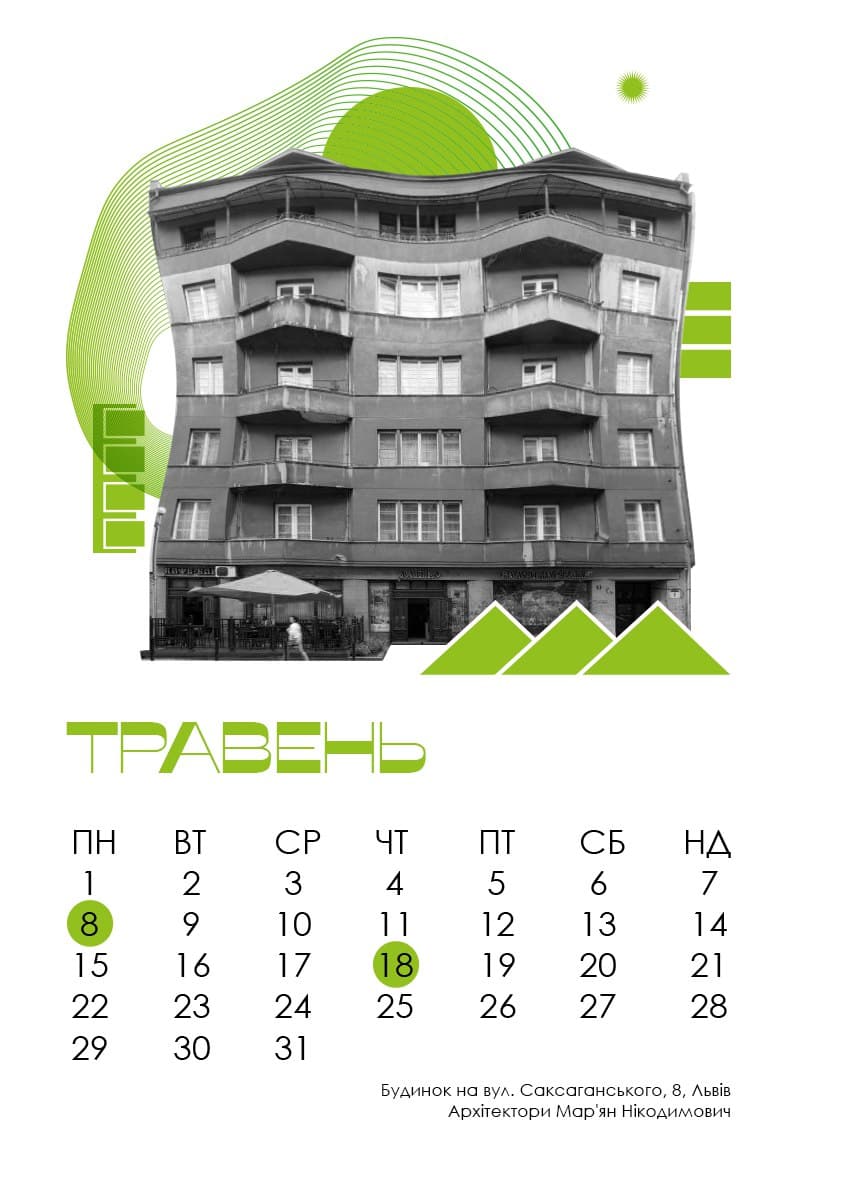 ТРАВЕНЬ
ПН ВТ СР ЧТ ПТ СБ НД
1 2 3 4 5 6 7
8 9 10 11 12 13 14
15 16 17 18 19 20 21
22 23 24 25 26 27 28
29 30 31
Будинок на вул. Саксаганського, 8, Львів
Архітектори Мар'ян Нікодимович